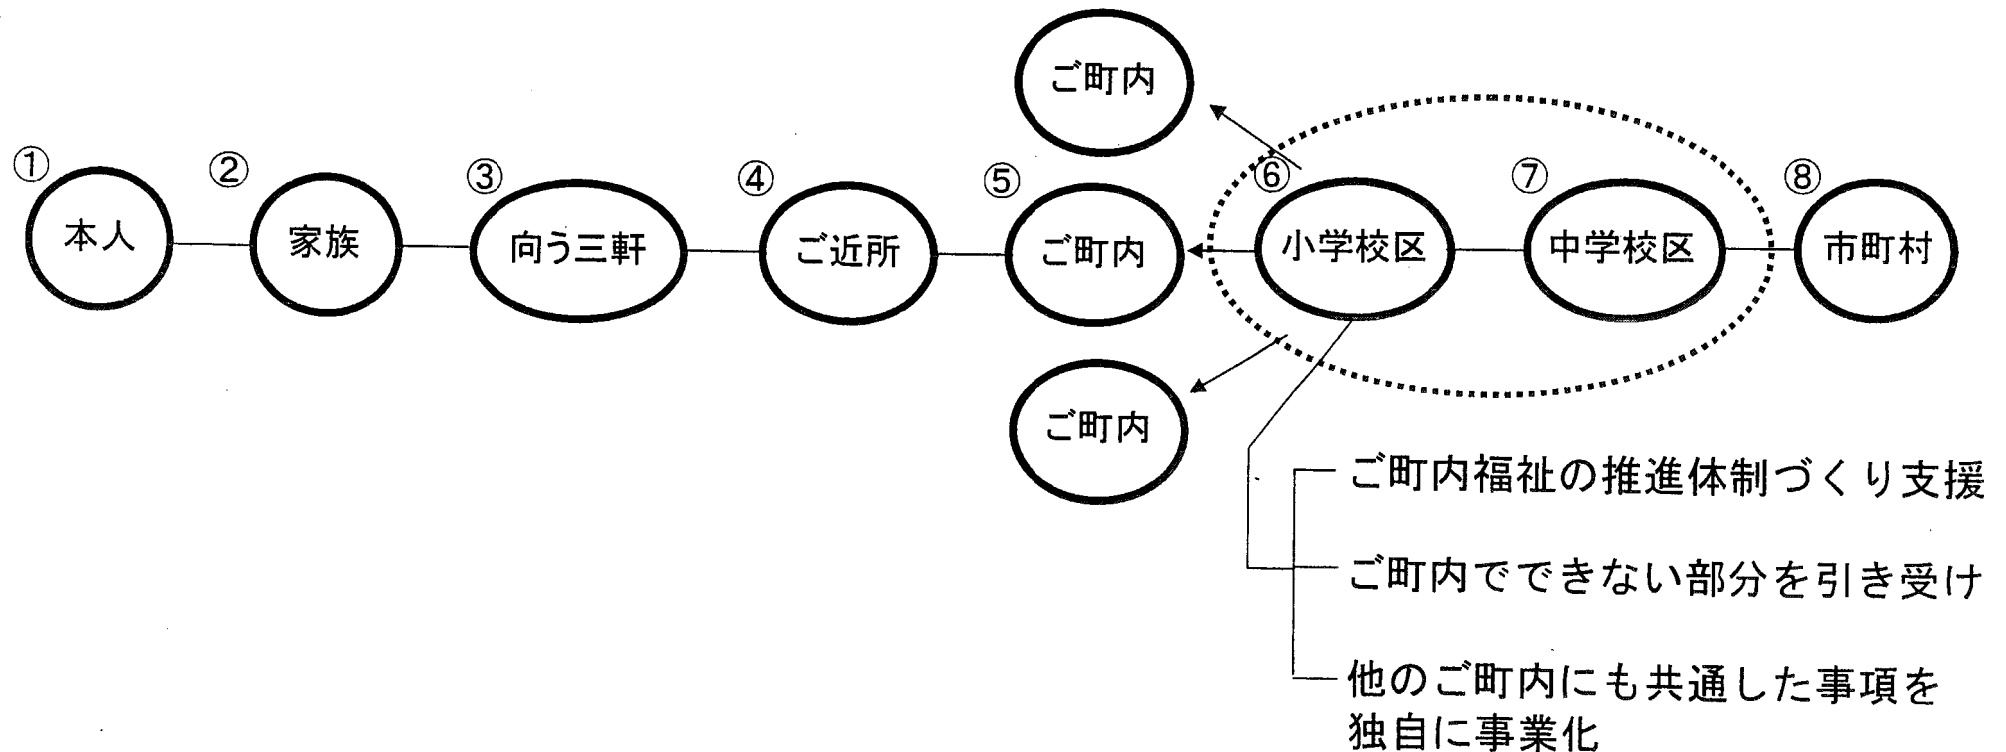 ご町内
① 本人
② 家族
③ 向う三軒
④ ご近所
⑤ ご町内
⑥ 小学校区
⑦ 中学校区
⑧ 市町村
ご町内
ご町内福祉の推進体制づくり支援
ご町内でできない部分を引き受け
他のご町内にも共通した事項を
独自に事業化